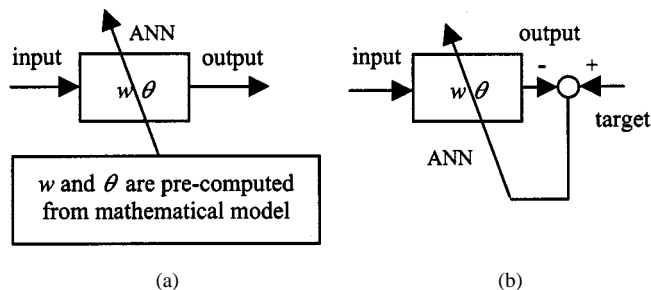 ANN
input
output
w θ
w and θ are pre-computed
from mathematical model
(a)
output
input
- +
w θ
target
ANN
(b)